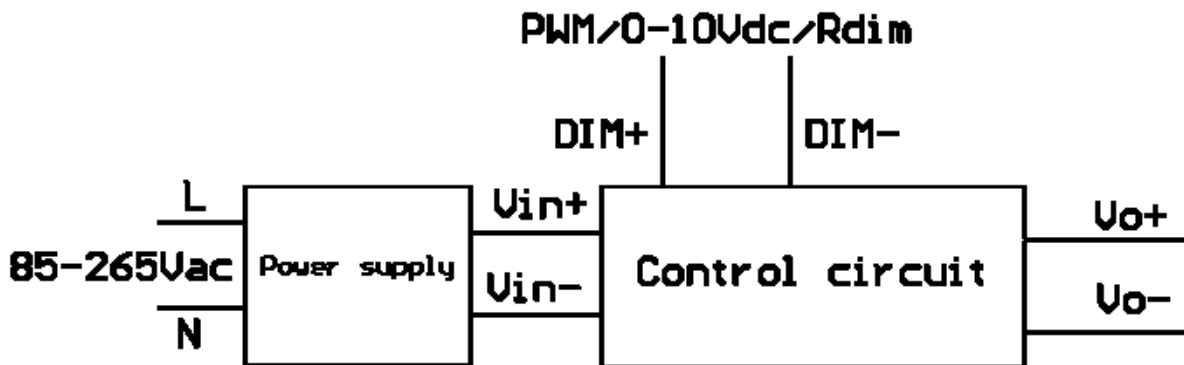 PWM/0-10Vdc/Rdim
DIM+
DIM-
L
Vin+
Vo+
85-265Vac
Power supply
Control circuit
Vin-
Vo-
N